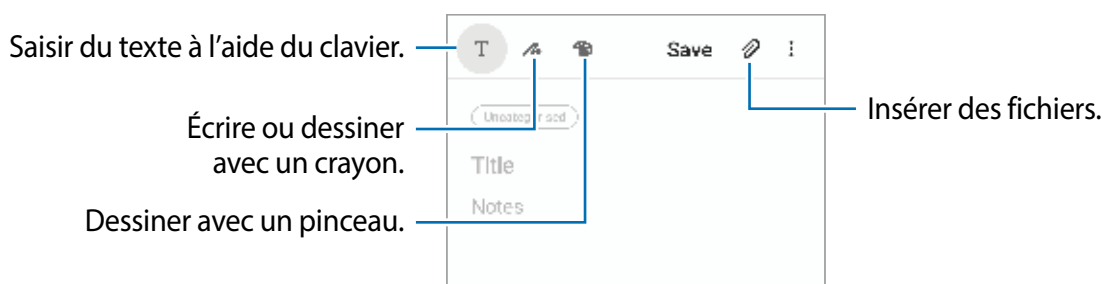 Saisir du texte à l’aide du clavier.
T
Save
Insérer des fichiers.
Uncategorised
Écrire ou dessiner
avec un crayon.
Title
Notes
Dessiner avec un pinceau.